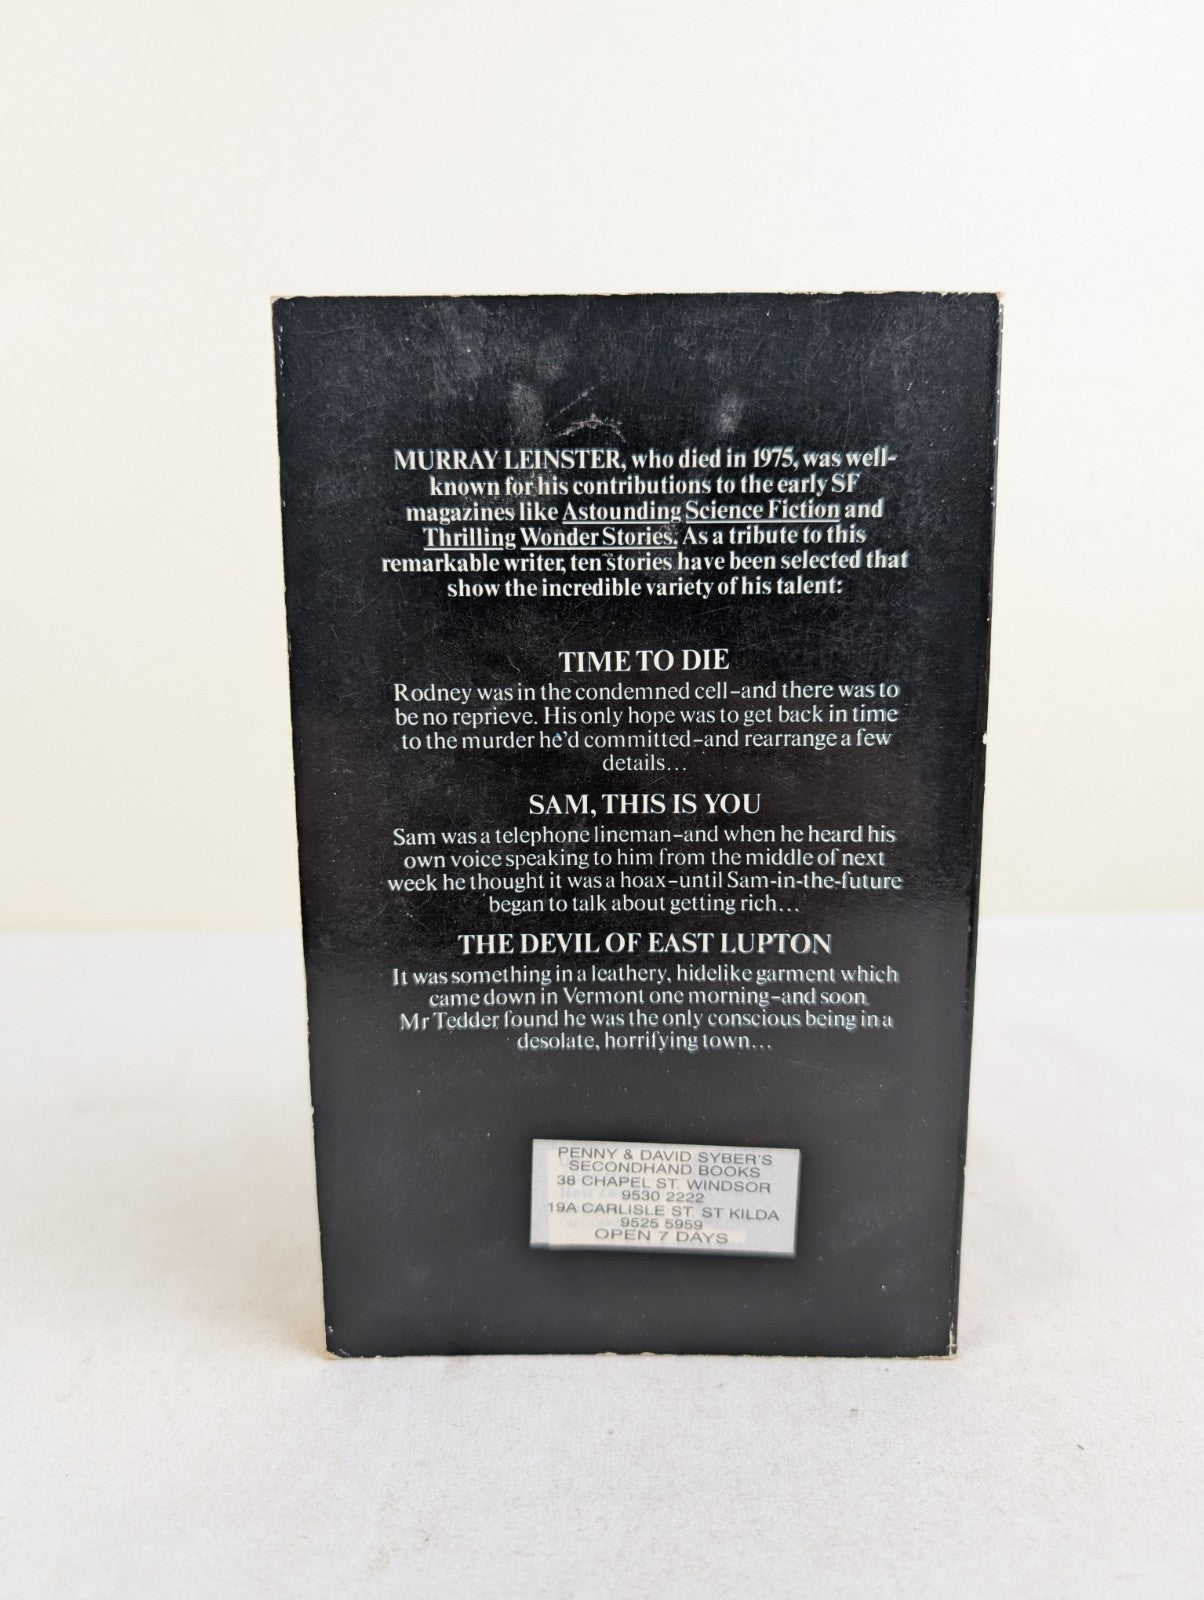 MURRAY LEINSTER, who died in 1975, was well-
known for his contributions to the early SF
magazines like Astounding Science Fiction and
Thrilling Wonder Stories. As a tribute to this
remarkable writer, ten stories have been selected that
show the incredible variety of his talent:
TIME TO DIE
Rodney was in the condemned cell–and there was to
be no reprieve. His only hope was to get back in time
to the murder he'd committed–and rearrange a few
details...
SAM, THIS IS YOU
Sam was a telephone lineman–and when he heard his
own voice speaking to him from the middle of next
week he thought it was a hoax–until Sam-in-the-future
began to talk about getting rich...
THE DEVIL OF EAST LUPTON
It was something in a leathery, hidelike garment which
came down in Vermont one morning–and soon
Mr Tedder found he was the only conscious being in a
desolate, horrifying town...
PENNY & DAVID SYBER'S
SECONDHAND BOOKS
38 CHAPEL ST. WINDSOR
9530 2222
19A CARLISLE ST. ST KILDA
9525 5959
OPEN 7 DAYS